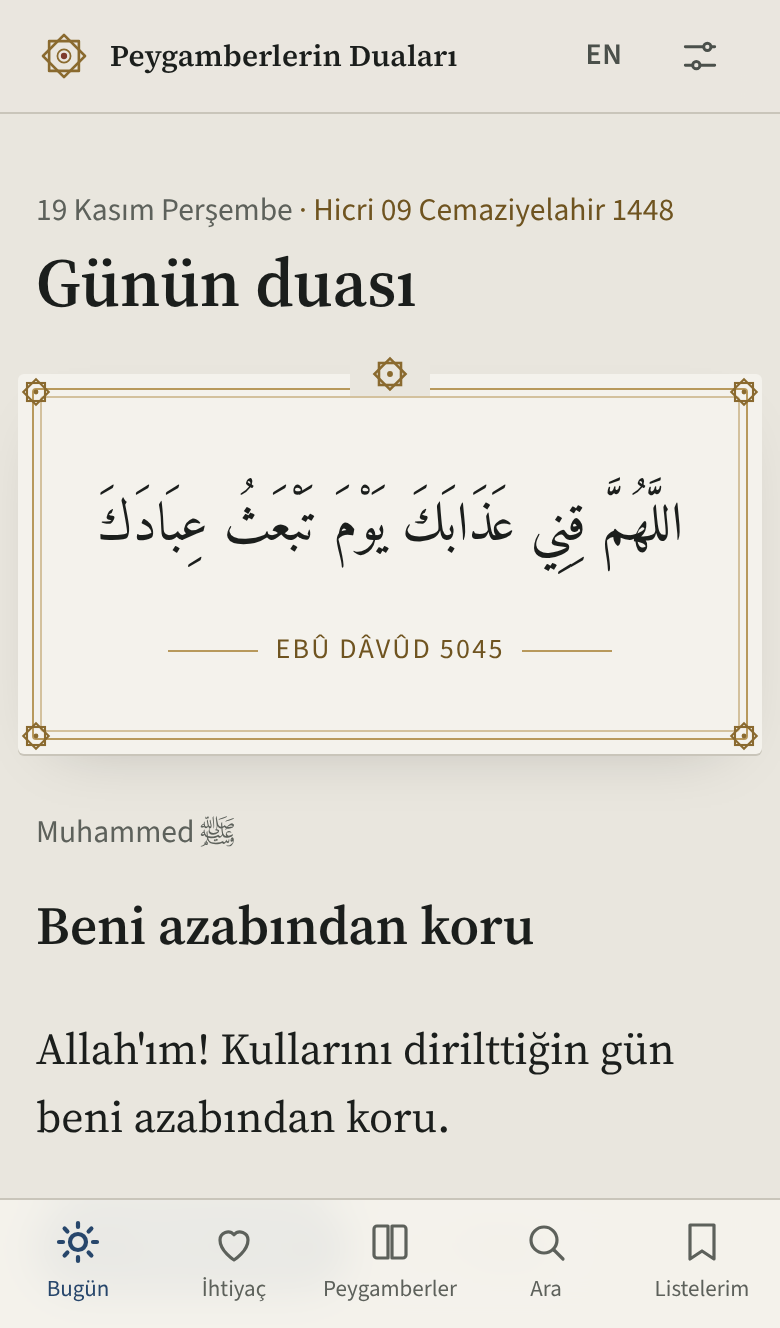 Peygamberlerin Duaları
EN
19 Kasım Perşembe · Hicri 09 Cemaziyelahir 1448
Günün duası
اللَّهُمَّ قِنِي عَذَابَكَ يَوْمَ تَبْعَثُ عِبَادَكَ
EBÛ DÂVÛD 5045
Muhammed ﷺ
Beni azabından koru
Allah'ım! Kullarını dirilttiğin gün
beni azabından koru.
Bugün
İhtiyaç
Peygamberler
Ara
Listelerim